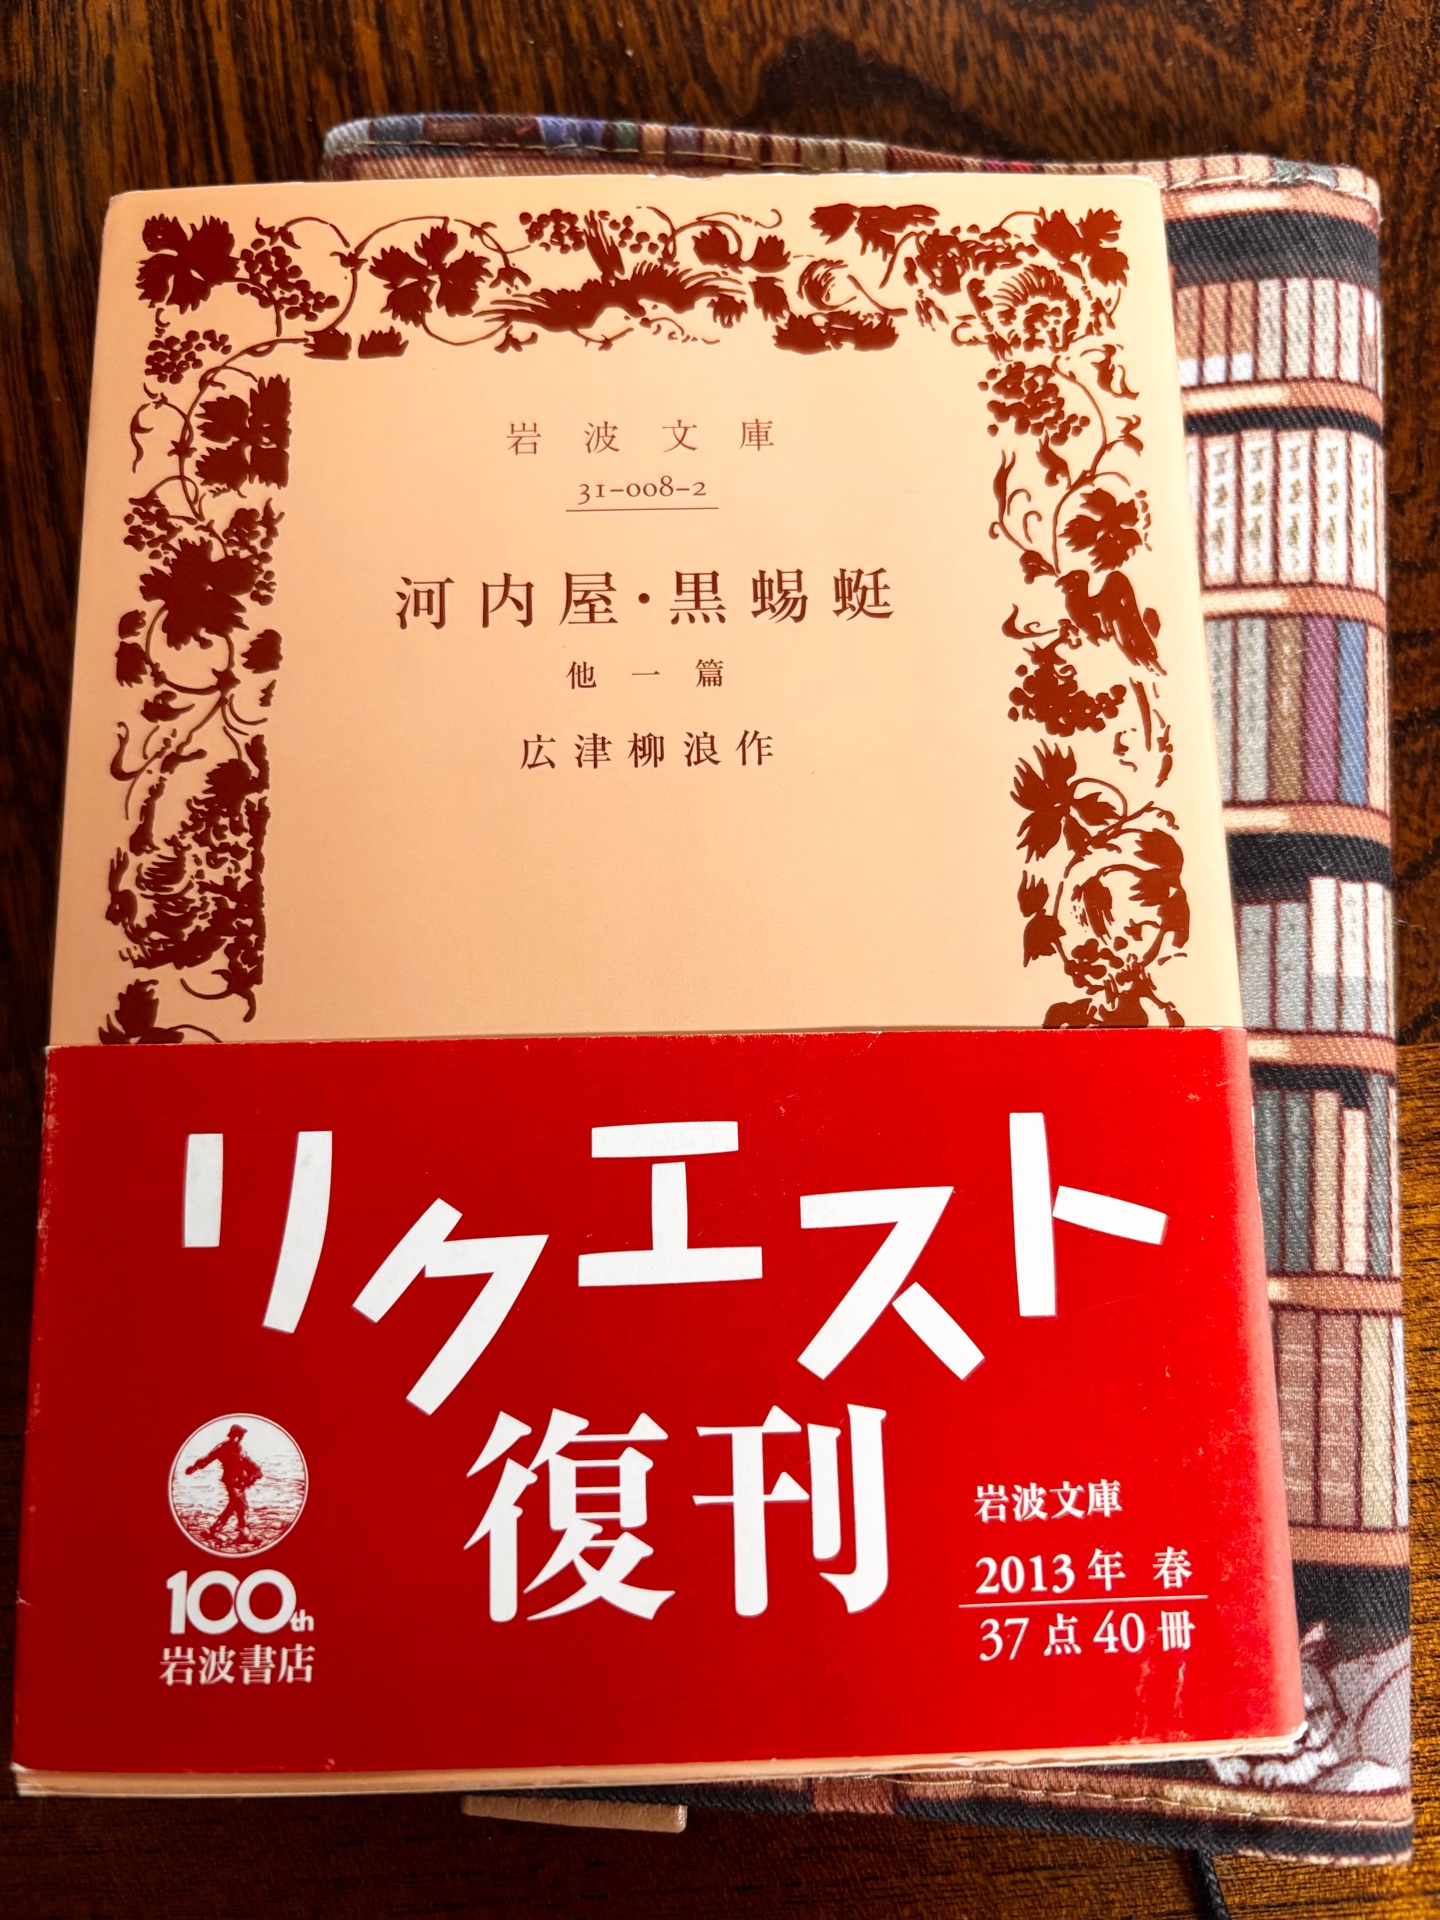 岩波文庫
31-008-2
河内屋・黒蜴蜓
他一篇
広津柳浪作
リクエスト
復刊
岩波文庫
2013年 春
37点40冊
100th
岩波書店